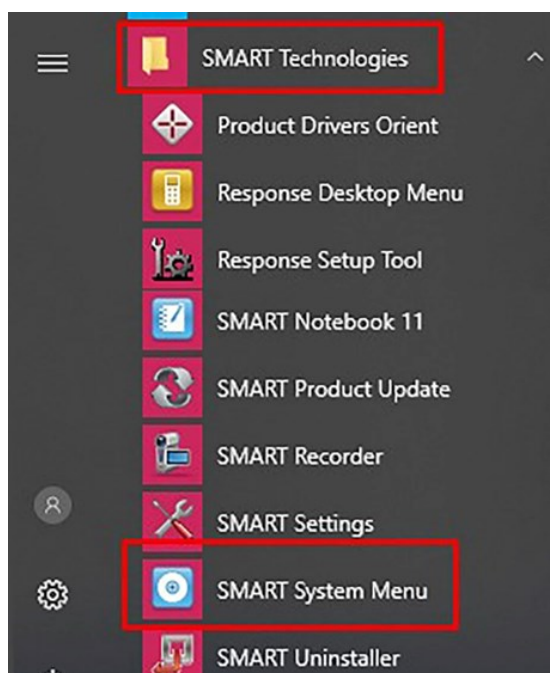 SMART Technologies
Product Drivers Orient
Response Desktop Menu
Response Setup Tool
SMART Notebook 11
SMART Product Update
SMART Recorder
SMART Settings
SMART System Menu
SMART Uninstaller